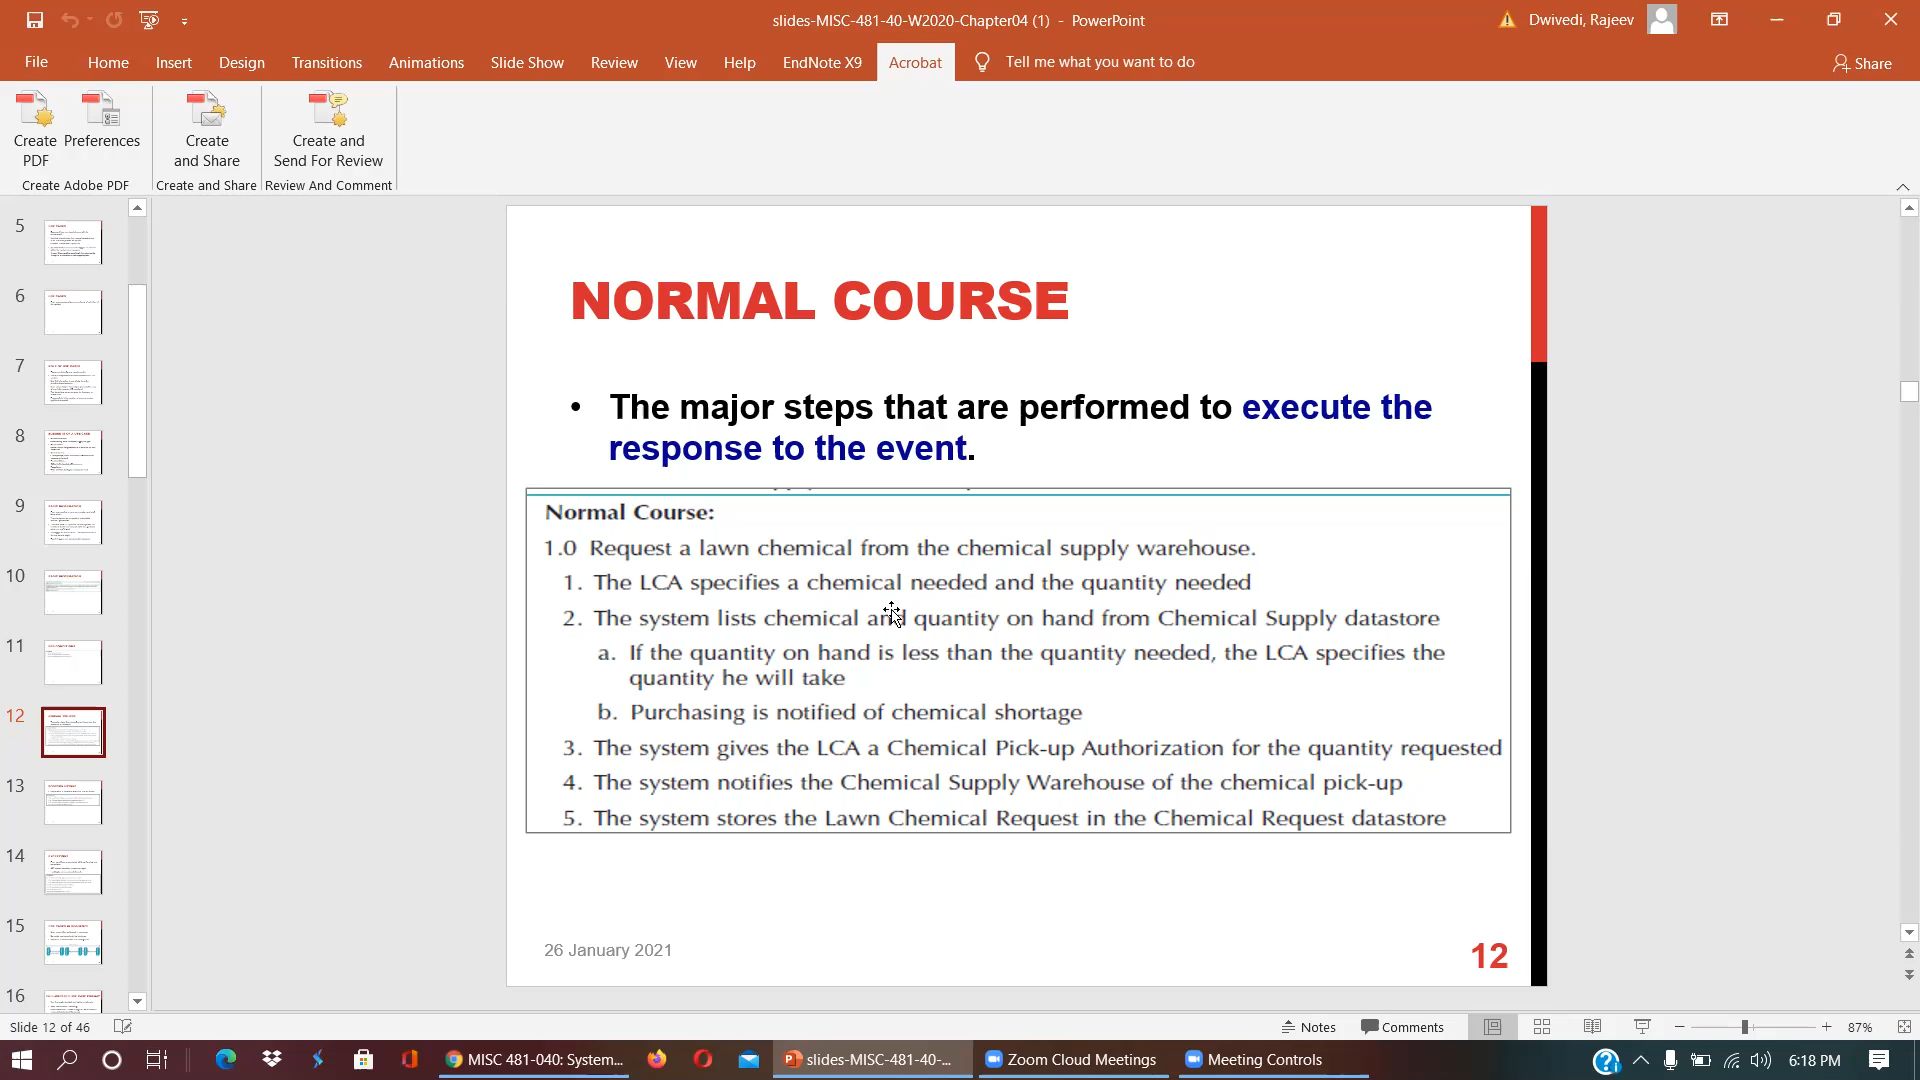 slides-MISC-481-40-W2020-Chapter04 (1) - PowerPoint
Dwivedi, Rajeev
File Home Insert Design Transitions Animations Slide Show Review View Help EndNote X9 Acrobat Tell me what you want to do Share
Create PDF
Preferences
Create and Share
Create and Send For Review
Create Adobe PDF
Create and Share
Review And Comment
5
6
7
8
9
10
11
12
13
14
15
16
NORMAL COURSE
• The major steps that are performed to execute the
response to the event.
Normal Course:
1.0 Request a lawn chemical from the chemical supply warehouse.
1. The LCA specifies a chemical needed and the quantity needed
2. The system lists chemical and quantity on hand from Chemical Supply datastore
a. If the quantity on hand is less than the quantity needed, the LCA specifies the
quantity he will take
b. Purchasing is notified of chemical shortage
3. The system gives the LCA a Chemical Pick-up Authorization for the quantity requested
4. The system notifies the Chemical Supply Warehouse of the chemical pick-up
5. The system stores the Lawn Chemical Request in the Chemical Request datastore
26 January 2021
12
Slide 12 of 46
Notes
Comments
87%
MISC 481-040: System...
slides-MISC-481-40-...
Zoom Cloud Meetings
Meeting Controls
6:18 PM